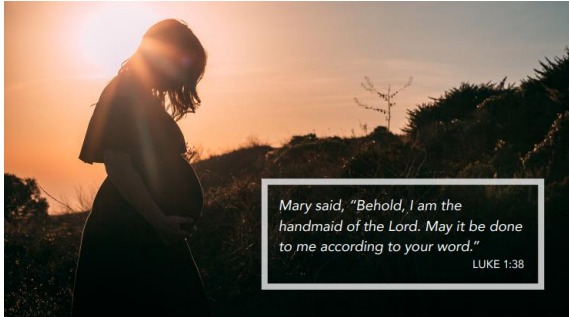 Mary said, “Behold, I am the
handmaid of the Lord. May it be done
to me according to your word.”
LUKE 1:38